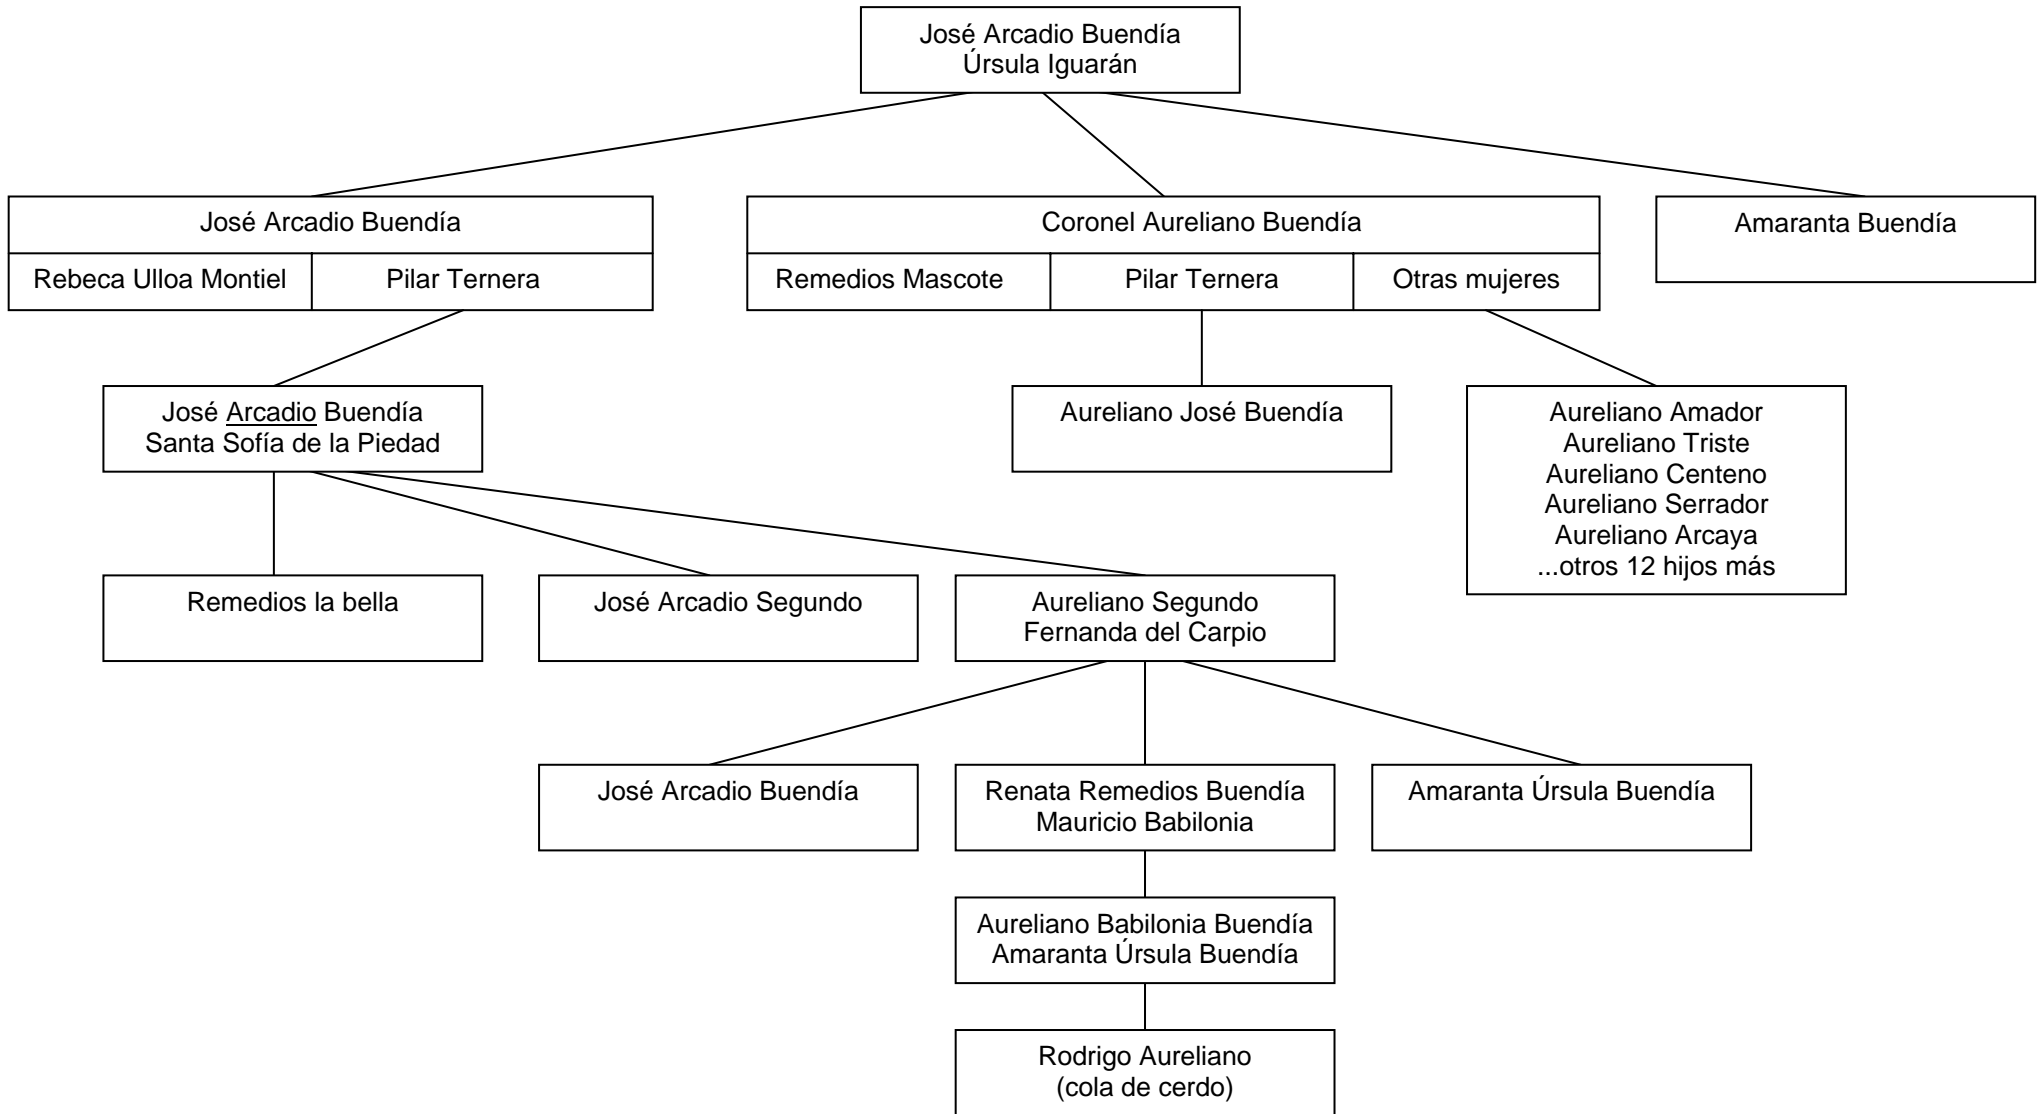 José Arcadio Buendía
Úrsula Iguarán
José Arcadio Buendía
Rebeca Ulloa Montiel
Pilar Ternera
Coronel Aureliano Buendía
Remedios Mascote
Pilar Ternera
Otras mujeres
Amaranta Buendía
José Arcadio Buendía
Santa Sofía de la Piedad
Aureliano José Buendía
Aureliano Amador
Aureliano Triste
Aureliano Centeno
Aureliano Serrador
Aureliano Arcaya
...otros 12 hijos más
Remedios la bella
José Arcadio Segundo
Aureliano Segundo
Fernanda del Carpio
José Arcadio Buendía
Renata Remedios Buendía
Mauricio Babilonia
Amaranta Úrsula Buendía
Aureliano Babilonia Buendía
Amaranta Úrsula Buendía
Rodrigo Aureliano
(cola de cerdo)